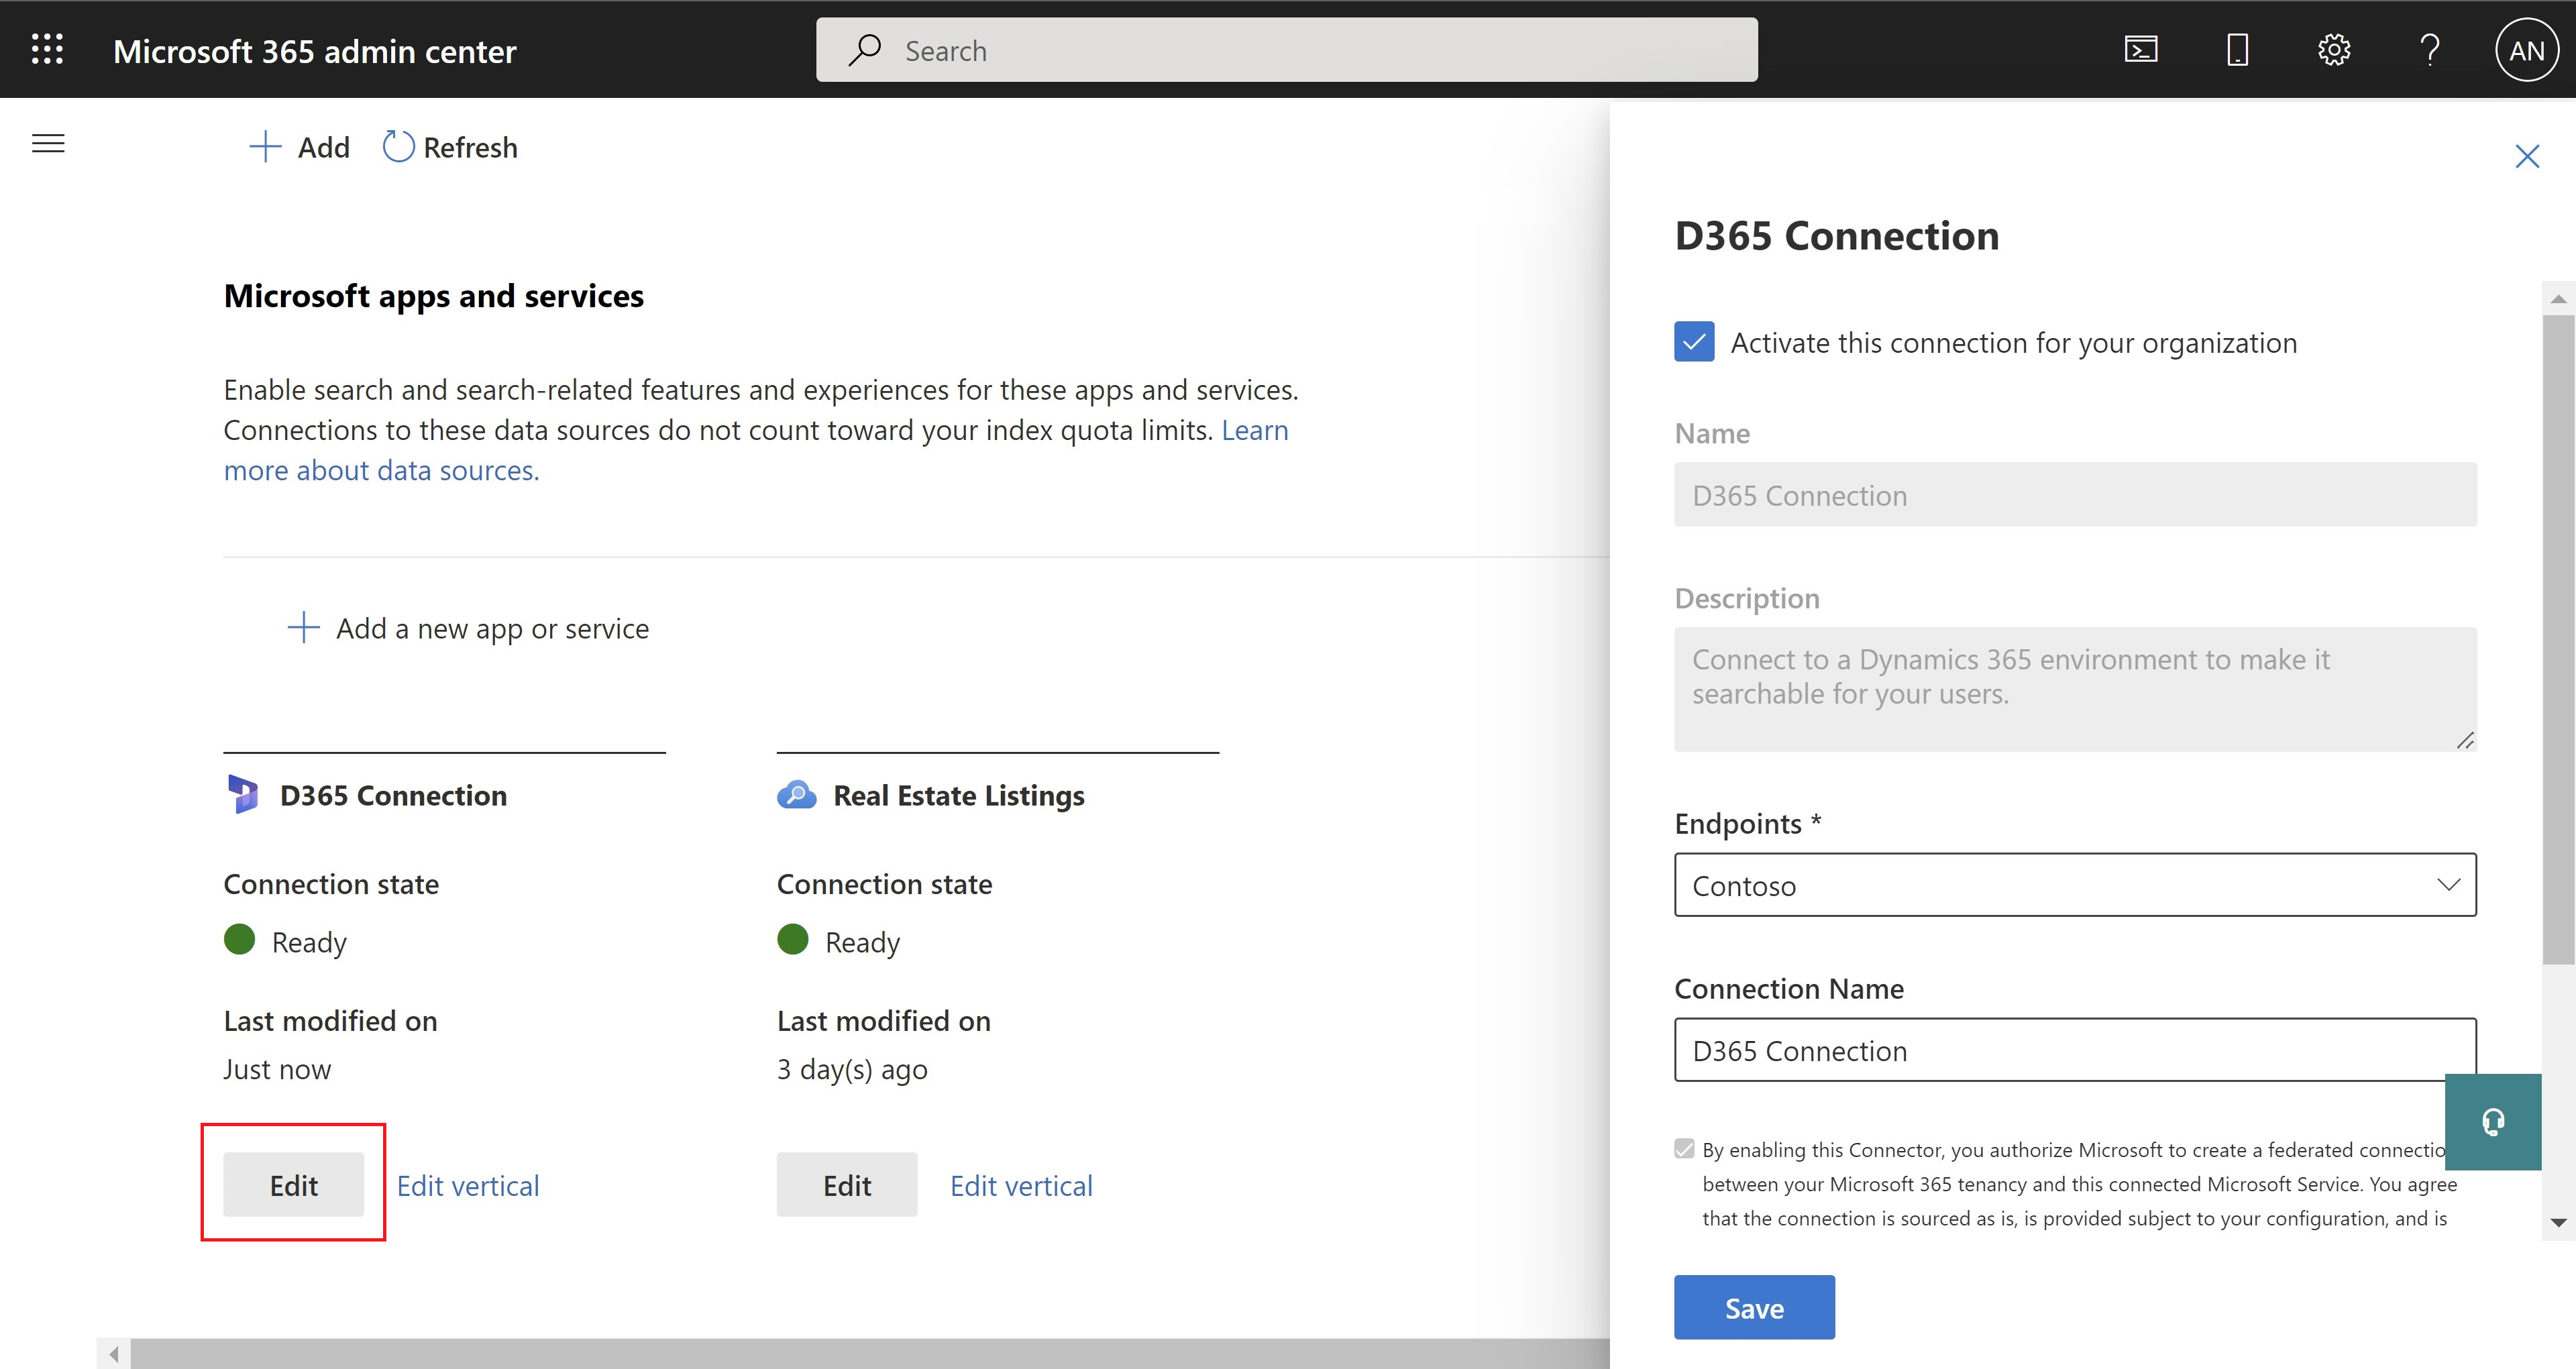 Microsoft 365 admin center
Search
AN
Add
Refresh
Microsoft apps and services
Enable search and search-related features and experiences for these apps and services.
Connections to these data sources do not count toward your index quota limits. Learn
more about data sources.
Add a new app or service
D365 Connection
Connection state
Ready
Last modified on
Just now
Edit
Edit vertical
Real Estate Listings
Connection state
Ready
Last modified on
3 day(s) ago
Edit
Edit vertical
D365 Connection
Activate this connection for your organization
Name
D365 Connection
Description
Connect to a Dynamics 365 environment to make it
searchable for your users.
Endpoints *
Contoso
Connection Name
D365 Connection
By enabling this Connector, you authorize Microsoft to create a federated connectio
between your Microsoft 365 tenancy and this connected Microsoft Service. You agree
that the connection is sourced as is, is provided subject to your configuration, and is
Save